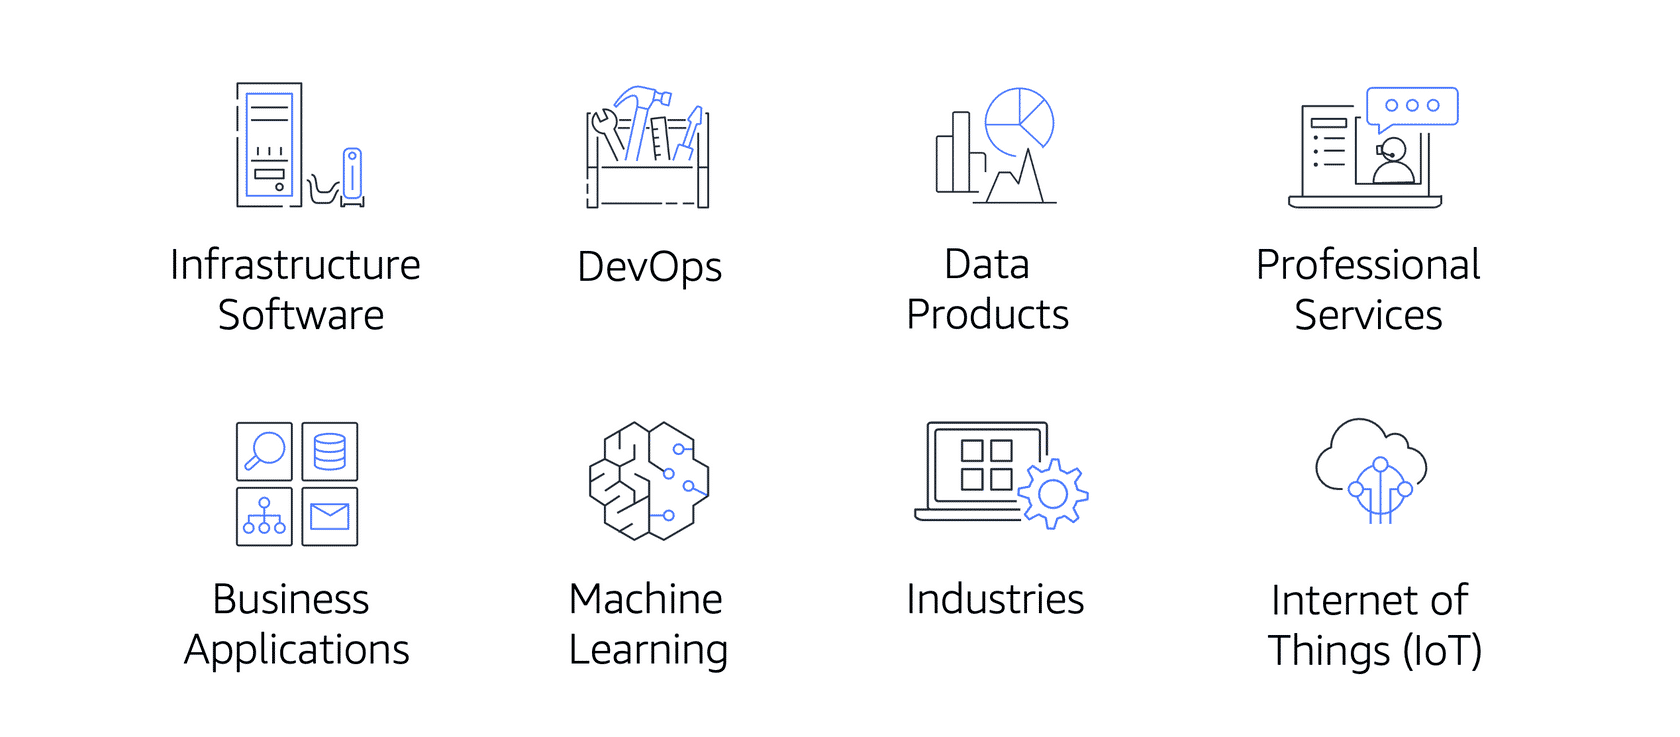 Infrastructure
Software
DevOps
Data
Products
Professional
Services
Business
Applications
Machine
Learning
Industries
Internet of
Things (IoT)